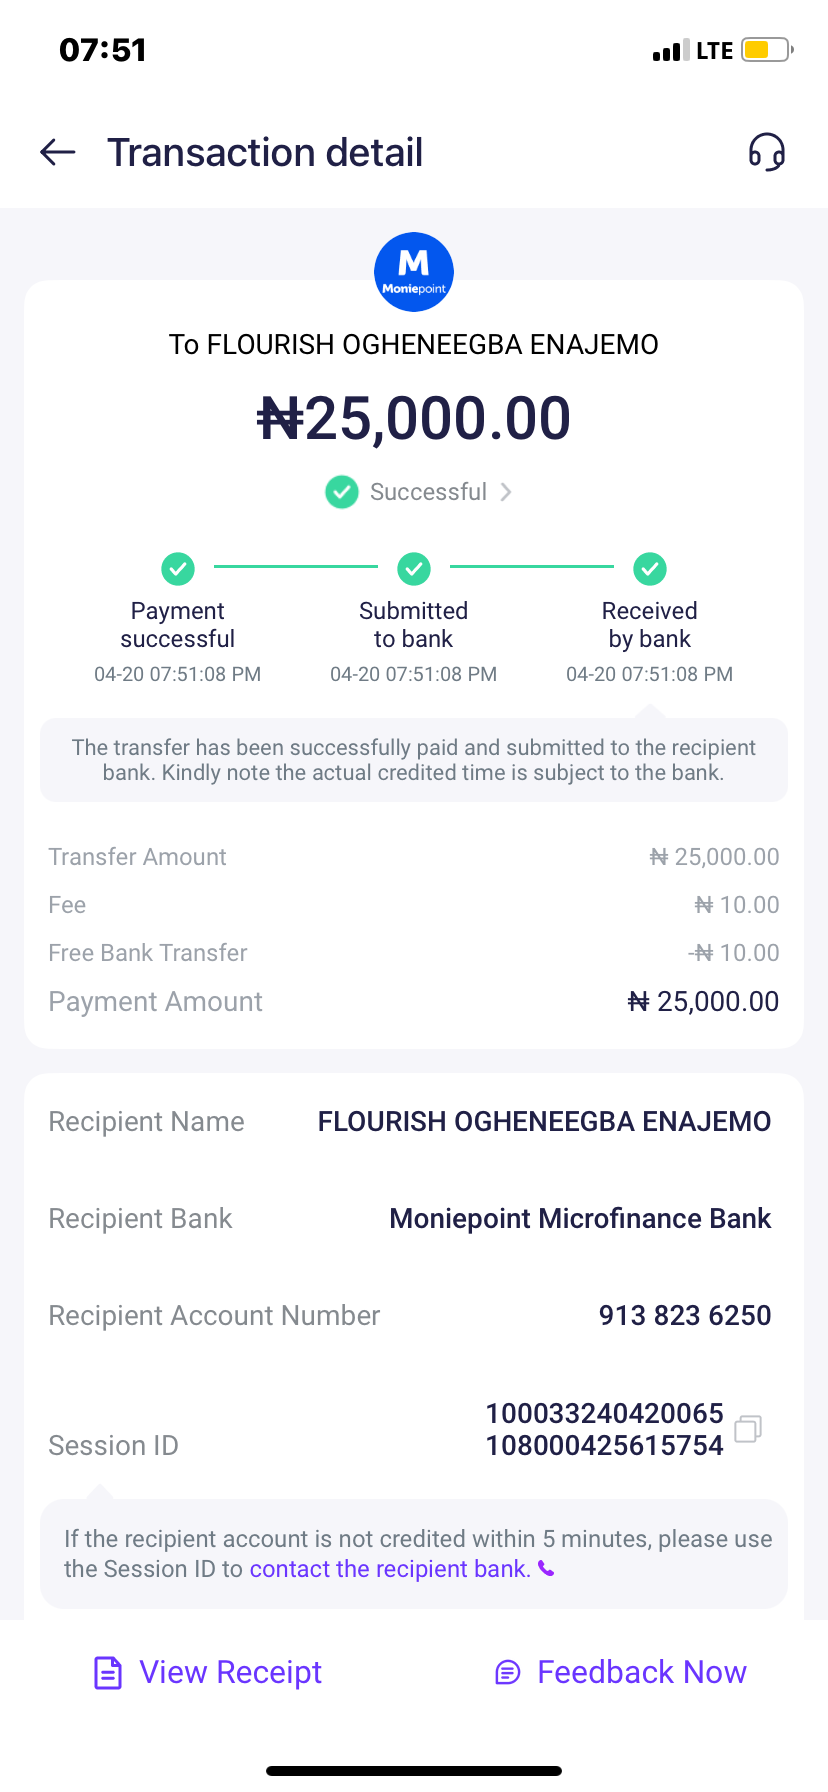 07:51
LTE
Transaction detail
M
Moniepoint
To FLOURISH OGHENEEGBA ENAJEMO
₦25,000.00
Successful
Payment
successful
04-20 07:51:08 PM
Submitted
to bank
04-20 07:51:08 PM
Received
by bank
04-20 07:51:08 PM
The transfer has been successfully paid and submitted to the recipient
bank. Kindly note the actual credited time is subject to the bank.
Transfer Amount ₦ 25,000.00
Fee ₦ 10.00
Free Bank Transfer -₦ 10.00
Payment Amount ₦ 25,000.00
Recipient Name FLOURISH OGHENEEGBA ENAJEMO
Recipient Bank Moniepoint Microfinance Bank
Recipient Account Number 913 823 6250
Session ID 100033240420065
108000425615754
If the recipient account is not credited within 5 minutes, please use
the Session ID to contact the recipient bank.
View Receipt
Feedback Now